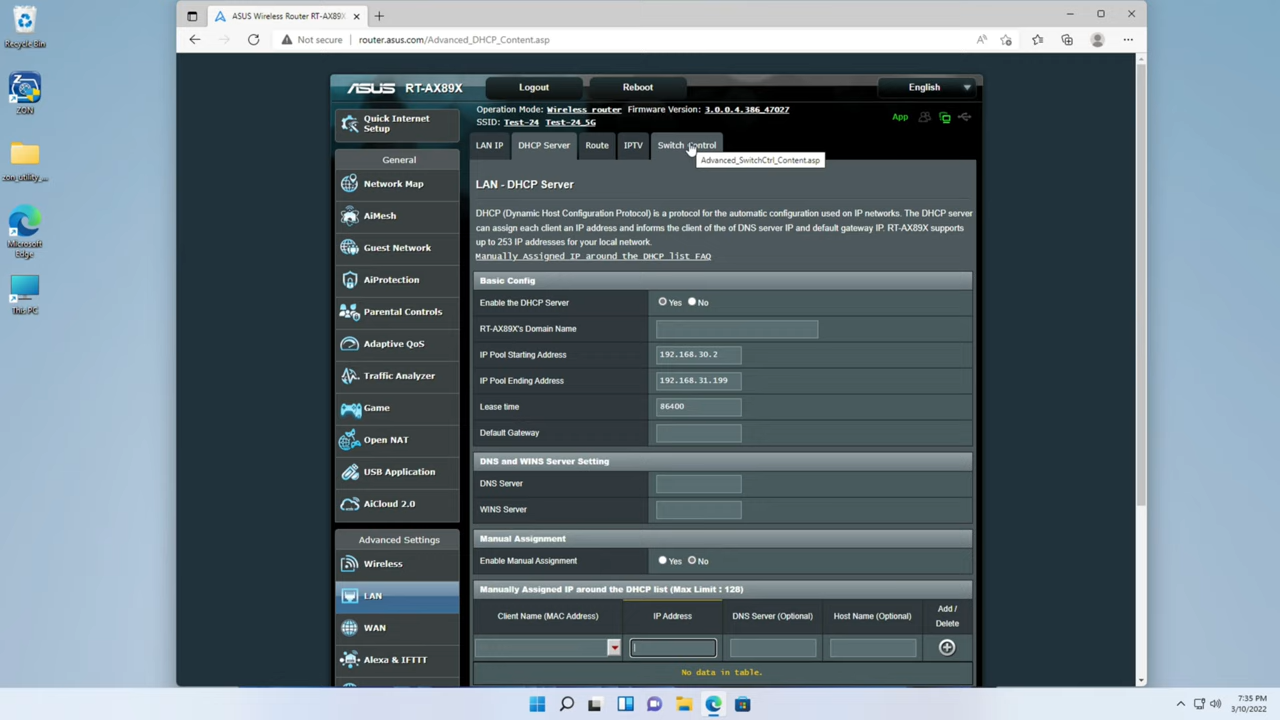 Recycle Bin
ZON
zon_utility_...
Microsoft
Edge
This PC
ASUS Wireless Router RT-AX89X
Not secure
router.asus.com/Advanced_DHCP_Content.asp
ASUS RT-AX89X
Logout
Reboot
English
Operation Mode: Wireless router Firmware Version: 3.0.0.4.386_47027
SSID: Test-24 Test-24_5G
App
Quick Internet
Setup
General
Network Map
AiMesh
Guest Network
AiProtection
Parental Controls
Adaptive QoS
Traffic Analyzer
Game
Open NAT
USB Application
AiCloud 2.0
Advanced Settings
Wireless
LAN
WAN
Alexa & IFTTT
LAN IP
DHCP Server
Route
IPTV
Switch Control
Advanced_SwitchCtrl_Content.asp
LAN - DHCP Server
DHCP (Dynamic Host Configuration Protocol) is a protocol for the automatic configuration used on IP networks. The DHCP server
can assign each client an IP address and informs the client of the of DNS server IP and default gateway IP. RT-AX89X supports
up to 253 IP addresses for your local network.
Manually Assigned IP around the DHCP list FAQ
Basic Config
Enable the DHCP Server
Yes No
RT-AX89X's Domain Name
IP Pool Starting Address
192.168.30.2
IP Pool Ending Address
192.168.31.199
Lease time
86400
Default Gateway
DNS and WINS Server Setting
DNS Server
WINS Server
Manual Assignment
Enable Manual Assignment
Yes No
Manually Assigned IP around the DHCP list (Max Limit : 128)
Client Name (MAC Address)
IP Address
DNS Server (Optional)
Host Name (Optional)
Add /
Delete
No data in table.
7:35 PM
3/10/2022